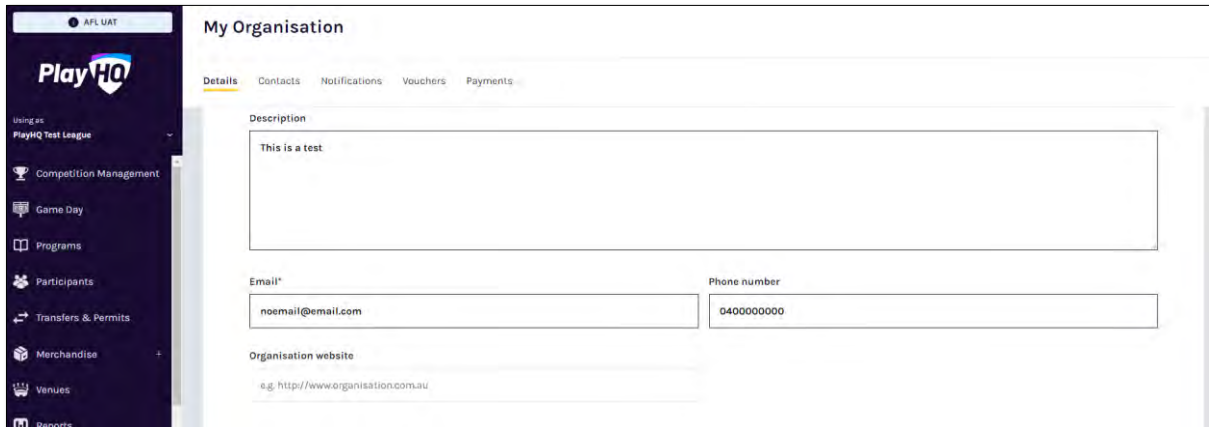 AFL UAT
PlayHQ
Using as
PlayHQ Test League
Competition Management
Game Day
Programs
Participants
Transfers & Permits
Merchandise +
Venues
Reports
My Organisation
Details Contacts Notifications Vouchers Payments
Description
This is a test
Email* Phone number
noemail@email.com 0400000000
Organisation website
e.g. http://www.organisation.com.au